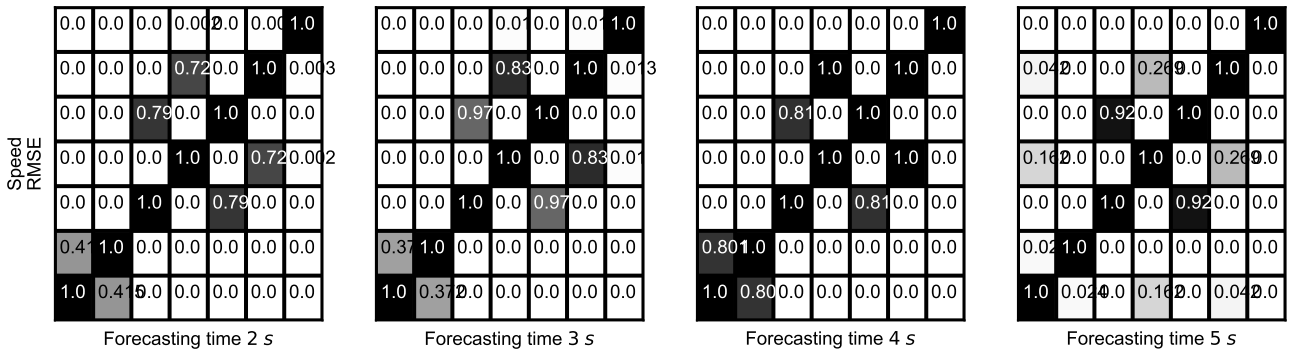 Speed
RMSE
0.0 0.0 0.0 0.002 0.0 0.00 1.0
0.0 0.0 0.0 0.72 0.0 1.0 0.003
0.0 0.0 0.79 0.0 1.0 0.0 0.0
0.0 0.0 0.0 1.0 0.0 0.72 0.002
0.0 0.0 1.0 0.0 0.79 0.0 0.0
0.41 1.0 0.0 0.0 0.0 0.0 0.0
1.0 0.415 0.0 0.0 0.0 0.0 0.0
Forecasting time 2 s
0.0 0.0 0.0 0.01 0.0 0.01 1.0
0.0 0.0 0.0 0.83 0.0 1.0 0.013
0.0 0.0 0.97 0.0 1.0 0.0 0.0
0.0 0.0 0.0 1.0 0.0 0.83 0.01
0.0 0.0 1.0 0.0 0.97 0.0 0.0
0.37 1.0 0.0 0.0 0.0 0.0 0.0
1.0 0.372 0.0 0.0 0.0 0.0 0.0
Forecasting time 3 s
0.0 0.0 0.0 0.0 0.0 0.0 1.0
0.0 0.0 0.0 1.0 0.0 1.0 0.0
0.0 0.0 0.81 0.0 1.0 0.0 0.0
0.0 0.0 0.0 1.0 0.0 1.0 0.0
0.0 0.0 1.0 0.0 0.81 0.0 0.0
0.801 1.0 0.0 0.0 0.0 0.0 0.0
1.0 0.80 0.0 0.0 0.0 0.0 0.0
Forecasting time 4 s
0.0 0.0 0.0 0.0 0.0 0.0 1.0
0.042 0.0 0.0 0.269 0.0 1.0 0.0
0.0 0.0 0.92 0.0 1.0 0.0 0.0
0.162 0.0 0.0 1.0 0.0 0.269 0.0
0.0 0.0 1.0 0.0 0.92 0.0 0.0
0.02 1.0 0.0 0.0 0.0 0.0 0.0
1.0 0.024 0.0 0.162 0.0 0.042 0.0
Forecasting time 5 s